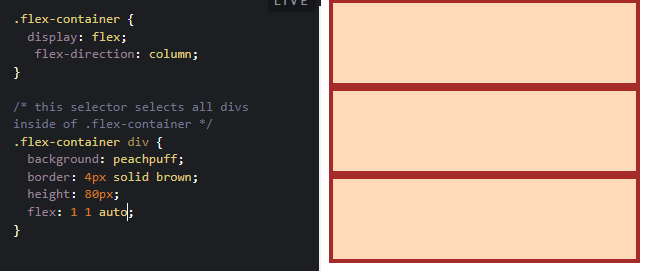 LIVE
.flex-container {
display: flex;
flex-direction: column;
}
/* this selector selects all divs
inside of .flex-container */
.flex-container div {
background: peachpuff;
border: 4px solid brown;
height: 80px;
flex: 1 1 auto;
}